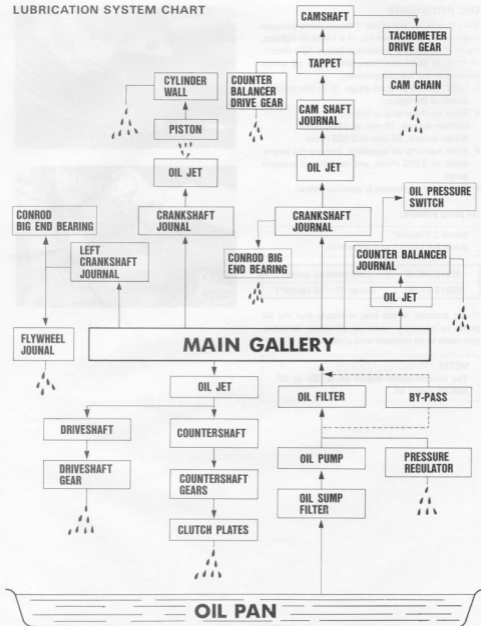 LUBRICATION SYSTEM CHART
CAMSHAFT
TACHOMETER
DRIVE GEAR
TAPPET
CYLINDER
WALL
COUNTER
BALANCER
DRIVE GEAR
CAM CHAIN
PISTON
CAM SHAFT
JOURNAL
OIL JET
OIL JET
OIL PRESSURE
SWITCH
CONROD
BIG END BEARING
CRANKSHAFT
JOUNAL
CRANKSHAFT
JOURNAL
LEFT
CRANKSHAFT
JOURNAL
CONROD BIG
END BEARING
COUNTER BALANCER
JOURNAL
OIL JET
FLYWHEEL
JOUNAL
MAIN GALLERY
OIL JET
OIL FILTER
BY-PASS
DRIVESHAFT
COUNTERSHAFT
DRIVESHAFT
GEAR
COUNTERSHAFT
GEARS
OIL PUMP
PRESSURE
REGULATOR
OIL SUMP
FILTER
CLUTCH PLATES
OIL PAN